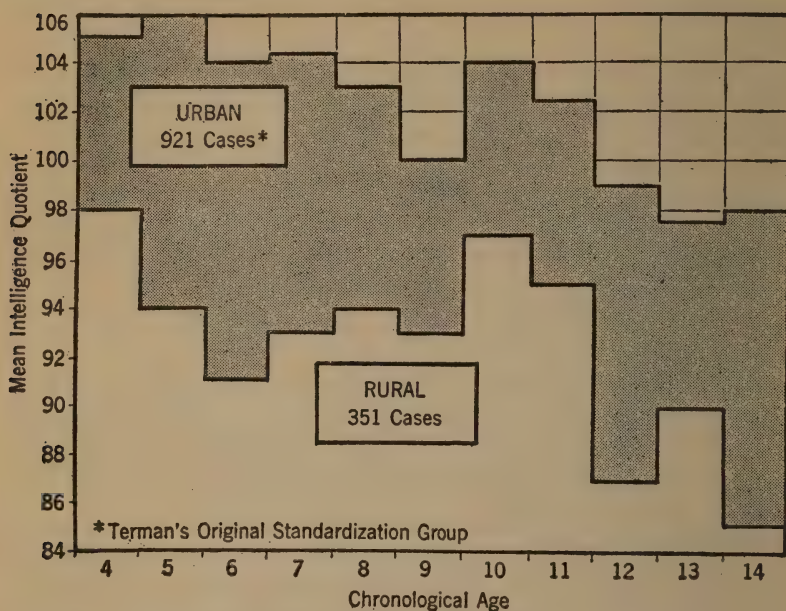 106
104
102
100
98
96
94
92
90
88
86
84
Mean Intelligence Quotient
URBAN
921 Cases*
RURAL
351 Cases
*Terman's Original Standardization Group
4 5 6 7 8 9 10 11 12 13 14
Chronological Age